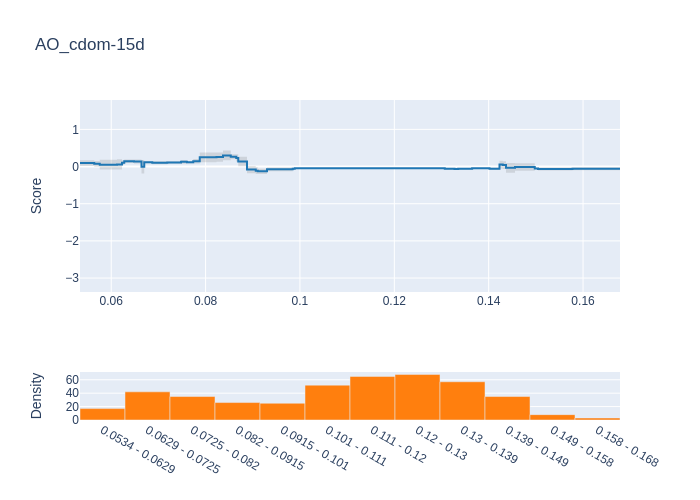 AO_cdom-15d
Score
1
0
−1
−2
−3
0.06
0.08
0.1
0.12
0.14
0.16
Density
60
40
20
0
0.0534 - 0.0629
0.0629 - 0.0725
0.0725 - 0.082
0.082 - 0.0915
0.0915 - 0.101
0.101 - 0.111
0.111 - 0.12
0.12 - 0.13
0.13 - 0.139
0.139 - 0.149
0.149 - 0.158
0.158 - 0.168